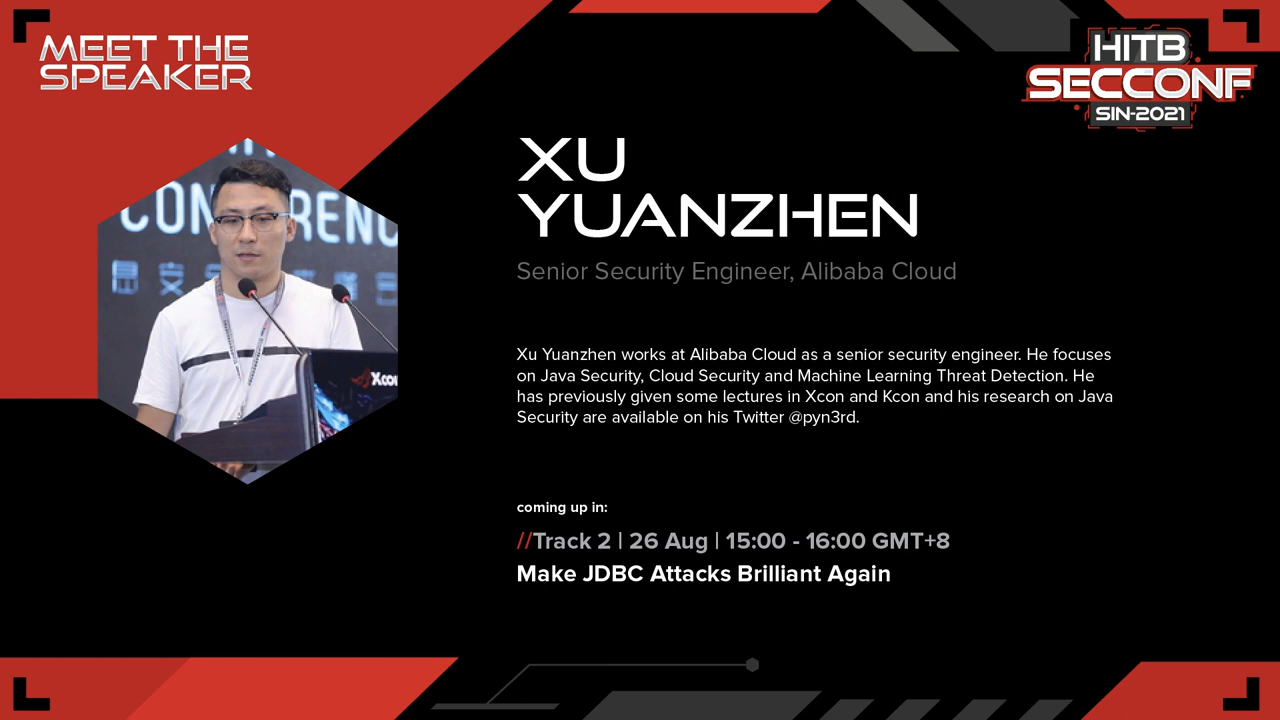 MEET THE
SPEAKER
HITB
SECCONF
SIN-2021
XU
YUANZHEN
Senior Security Engineer, Alibaba Cloud
CONFERENC
Xu Yuanzhen works at Alibaba Cloud as a senior security engineer. He focuses
on Java Security, Cloud Security and Machine Learning Threat Detection. He
has previously given some lectures in Xcon and Kcon and his research on Java
Security are available on his Twitter @pyn3rd.
Xcon
coming up in:
//Track 2 | 26 Aug | 15:00 - 16:00 GMT+8
Make JDBC Attacks Brilliant Again